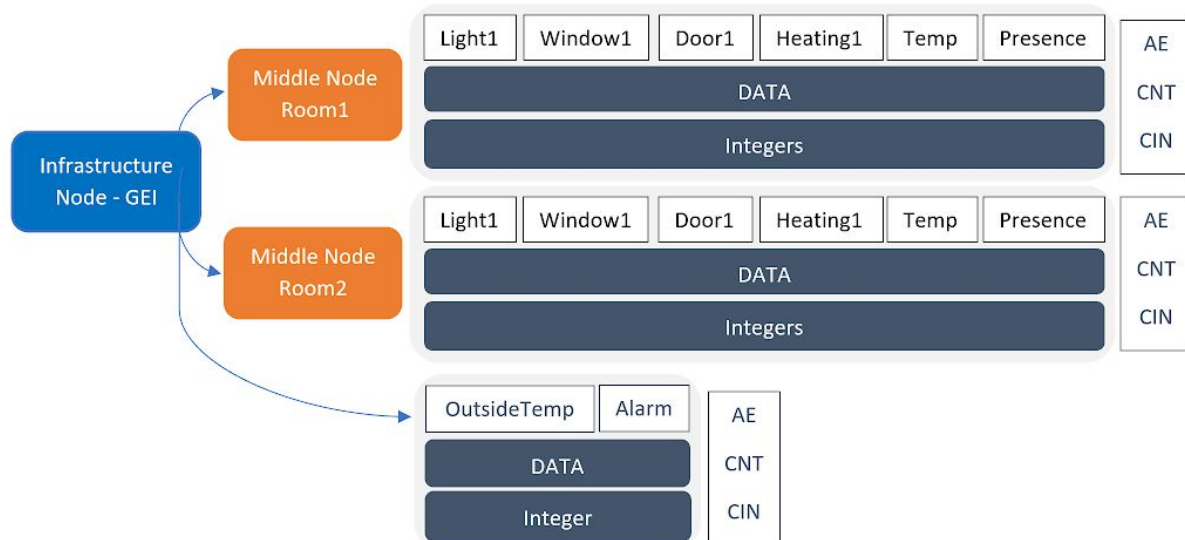 Infrastructure
Node - GEI
Middle Node
Room1
Light1 Window1 Door1 Heating1 Temp Presence
DATA
Integers
AE
CNT
CIN
Middle Node
Room2
Light1 Window1 Door1 Heating1 Temp Presence
DATA
Integers
AE
CNT
CIN
OutsideTemp Alarm
DATA
Integer
AE
CNT
CIN